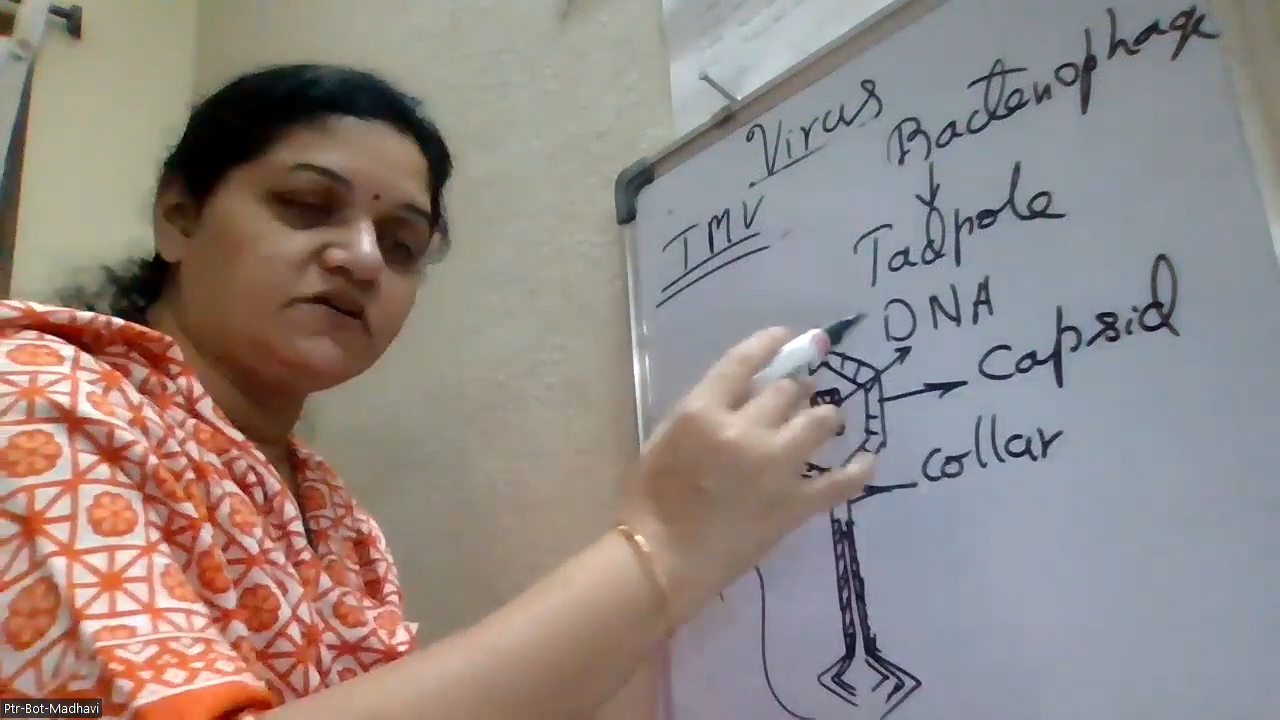 Virus
Bacteriophage
TMV
Tadpole
DNA
capsid
collar
Ptr-Bot-Madhavi